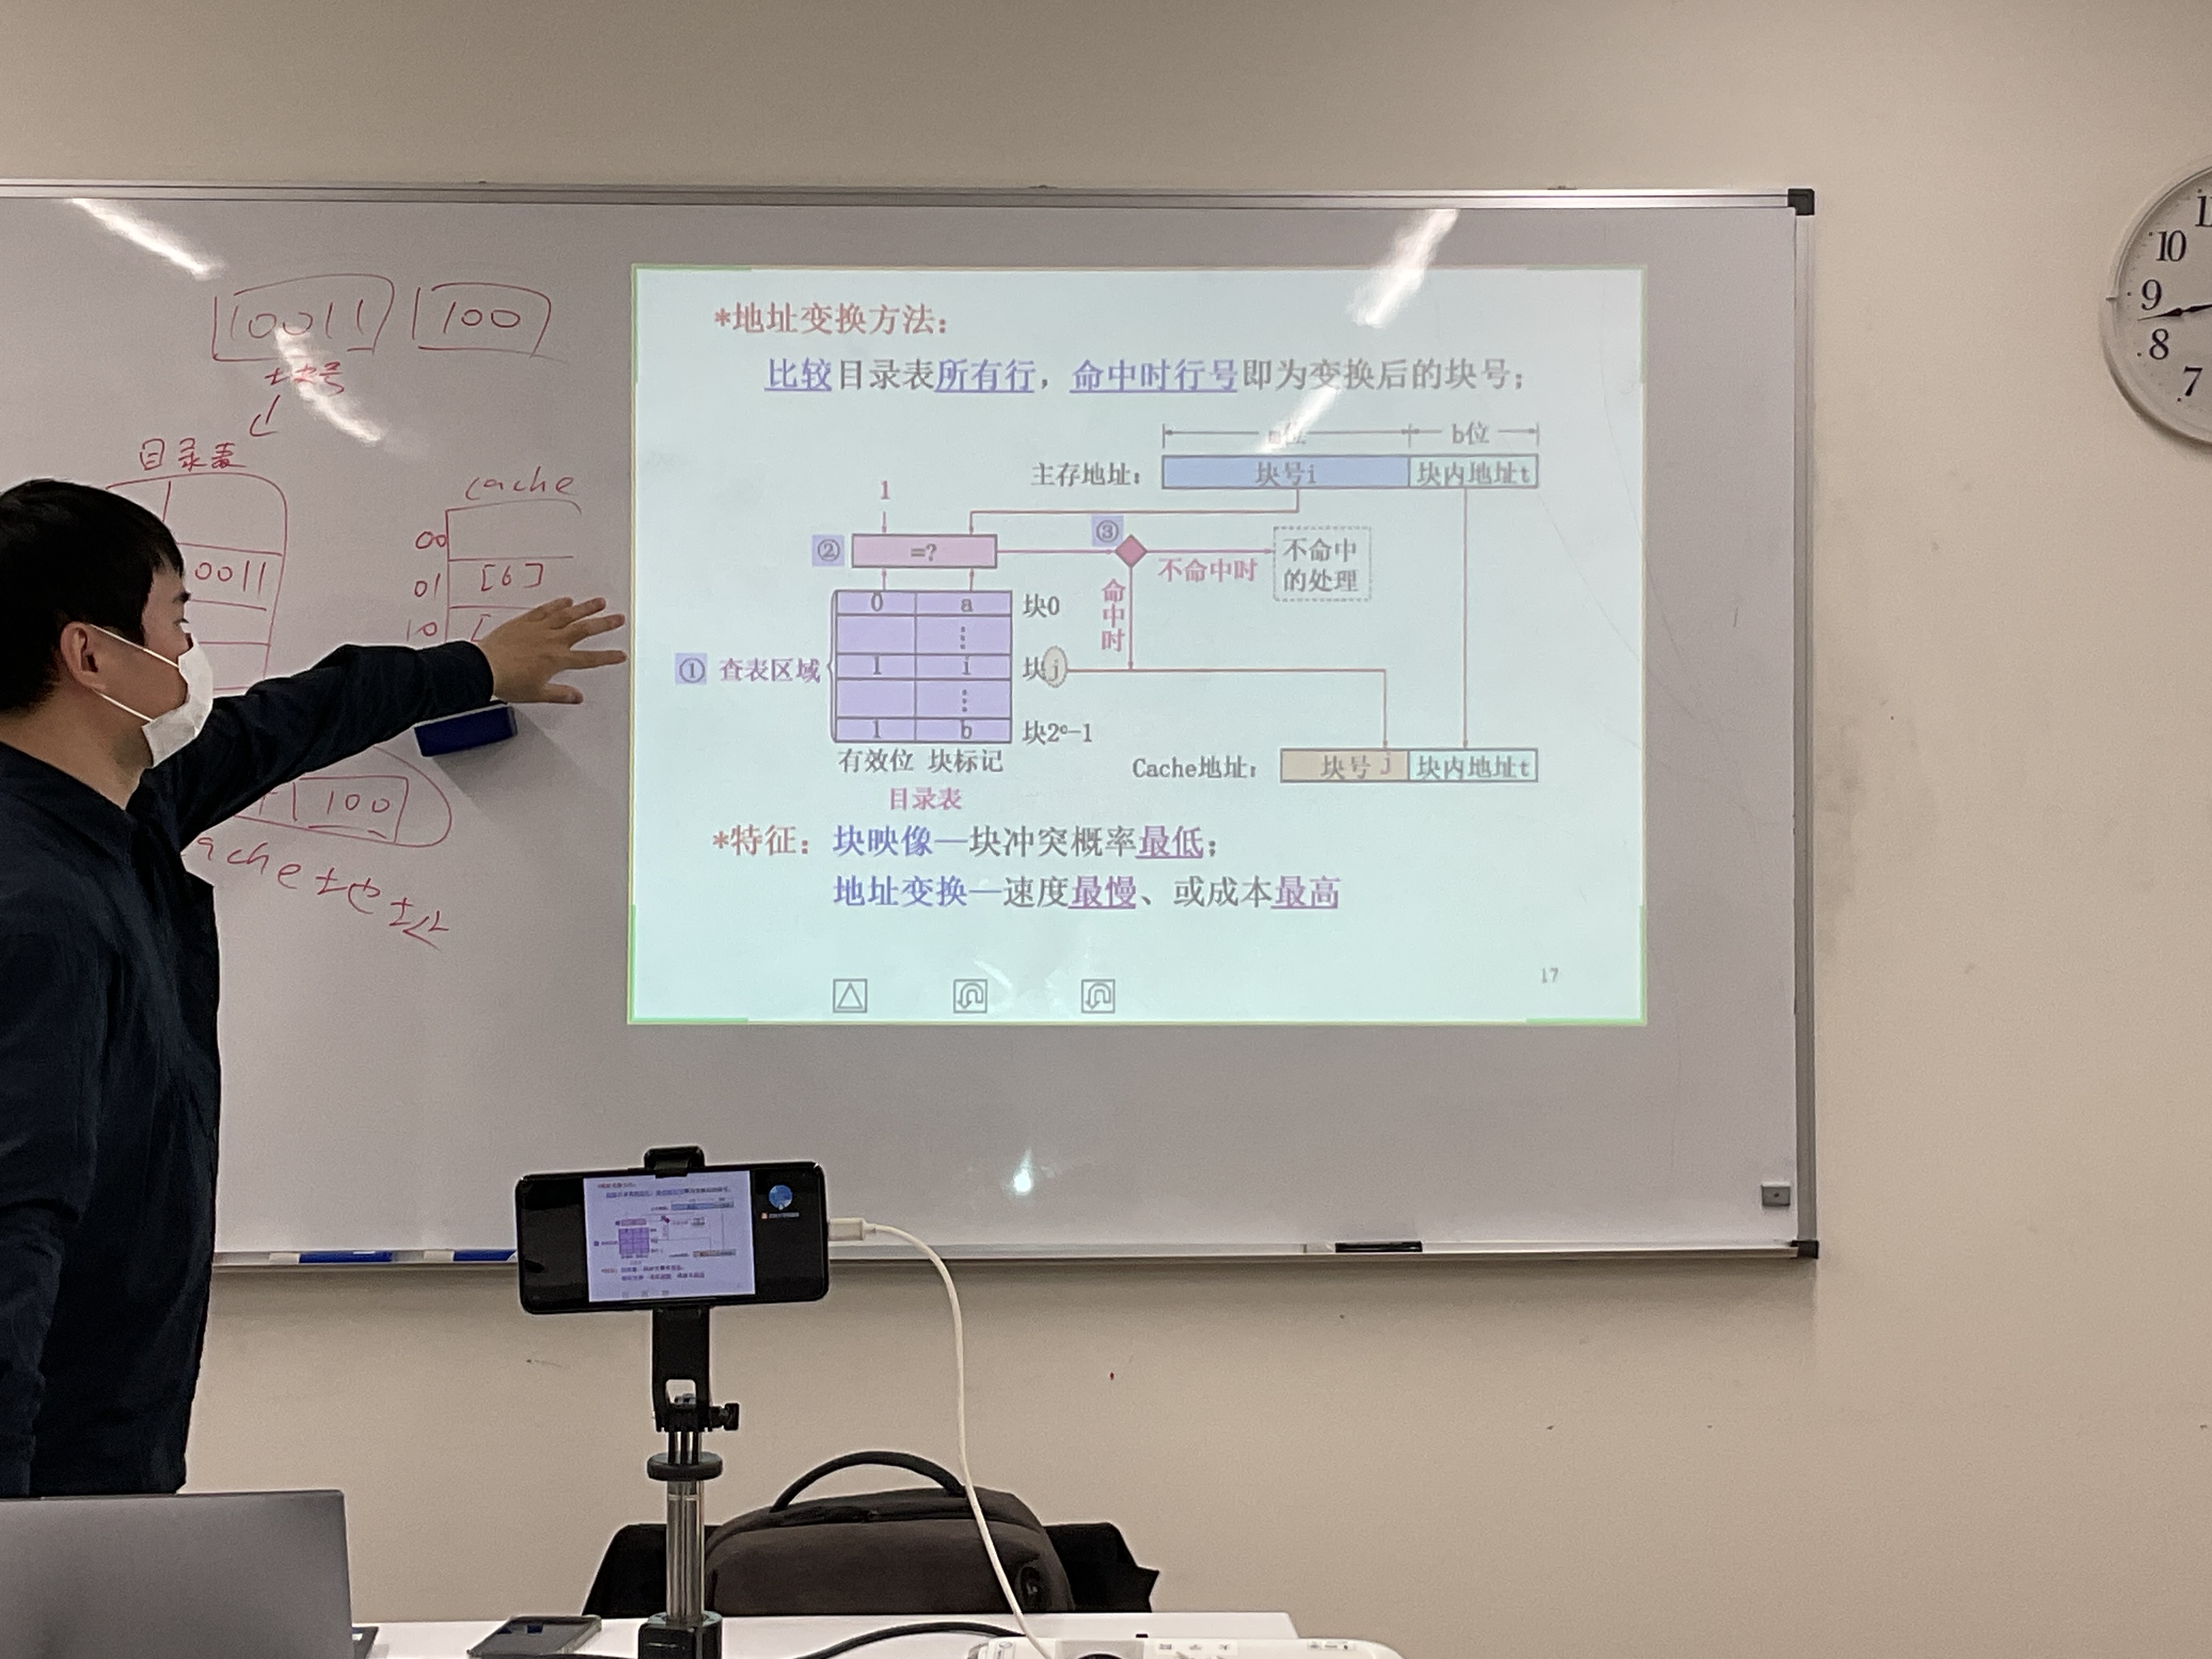 10011 100
块号
目录表
0011
cache
00
01 [6]
10 [
100
ache地址
*地址变换方法:
比较目录表所有行，命中时行号即为变换后的块号;
b位
主存地址: 块号i 块内地址t
1
② =? ③ 不命中时 不命中的处理
命中时
0 a 块0
⋮
① 查表区域 1 i 块j
⋮
1 b 块2ᶜ-1
有效位 块标记
目录表
Cache地址: 块号 j 块内地址t
*特征: 块映像—块冲突概率最低;
地址变换—速度最慢、或成本最高
17
10
9
8
7